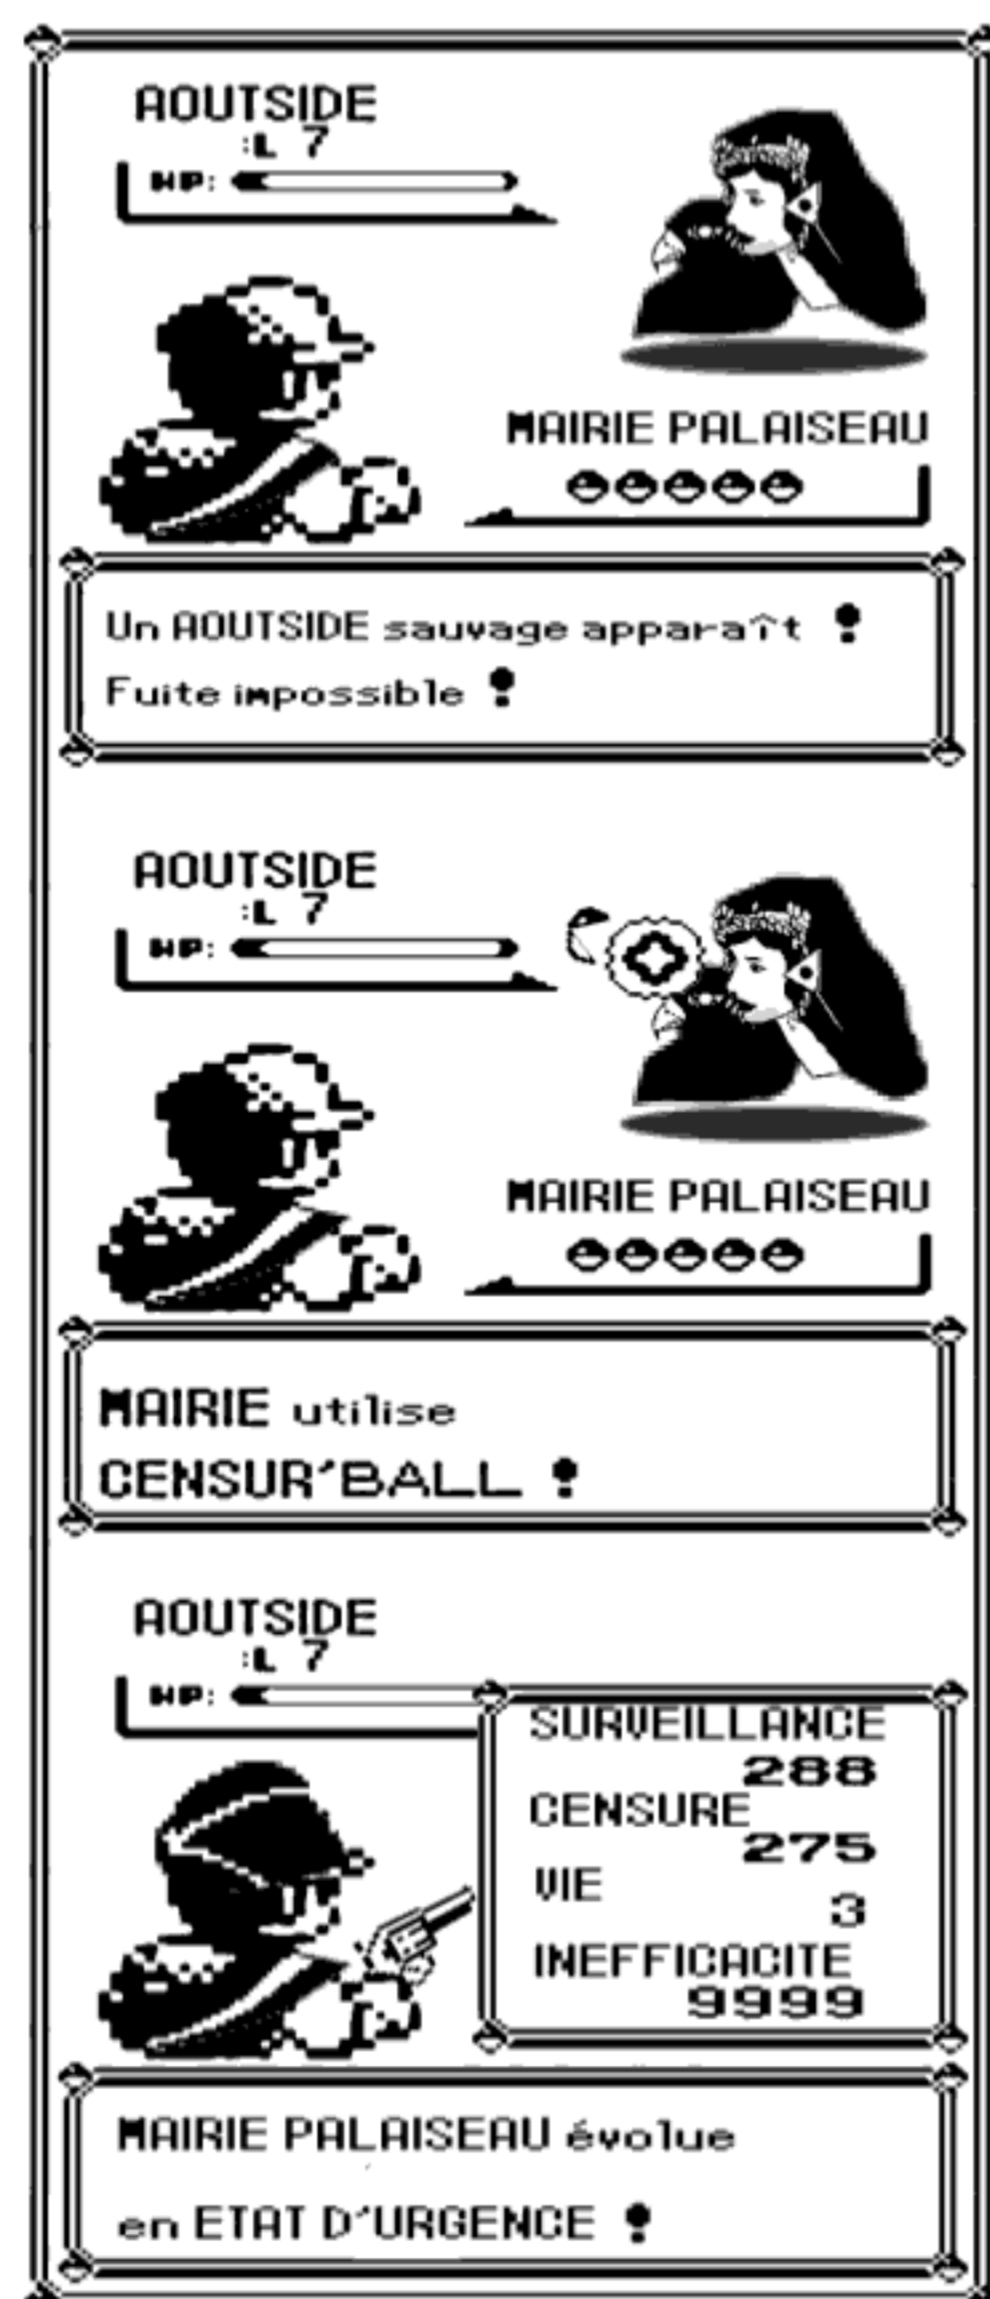 AOUTSIDE
:L 7
HP:
MAIRIE PALAISEAU
Un AOUTSIDE sauvage apparaît !
Fuite impossible !
AOUTSIDE
:L 7
HP:
MAIRIE PALAISEAU
MAIRIE utilise
CENSUR'BALL !
AOUTSIDE
:L 7
HP:
SURVEILLANCE
288
CENSURE
275
VIE
3
INEFFICACITE
9999
MAIRIE PALAISEAU évolue
en ETAT D'URGENCE !